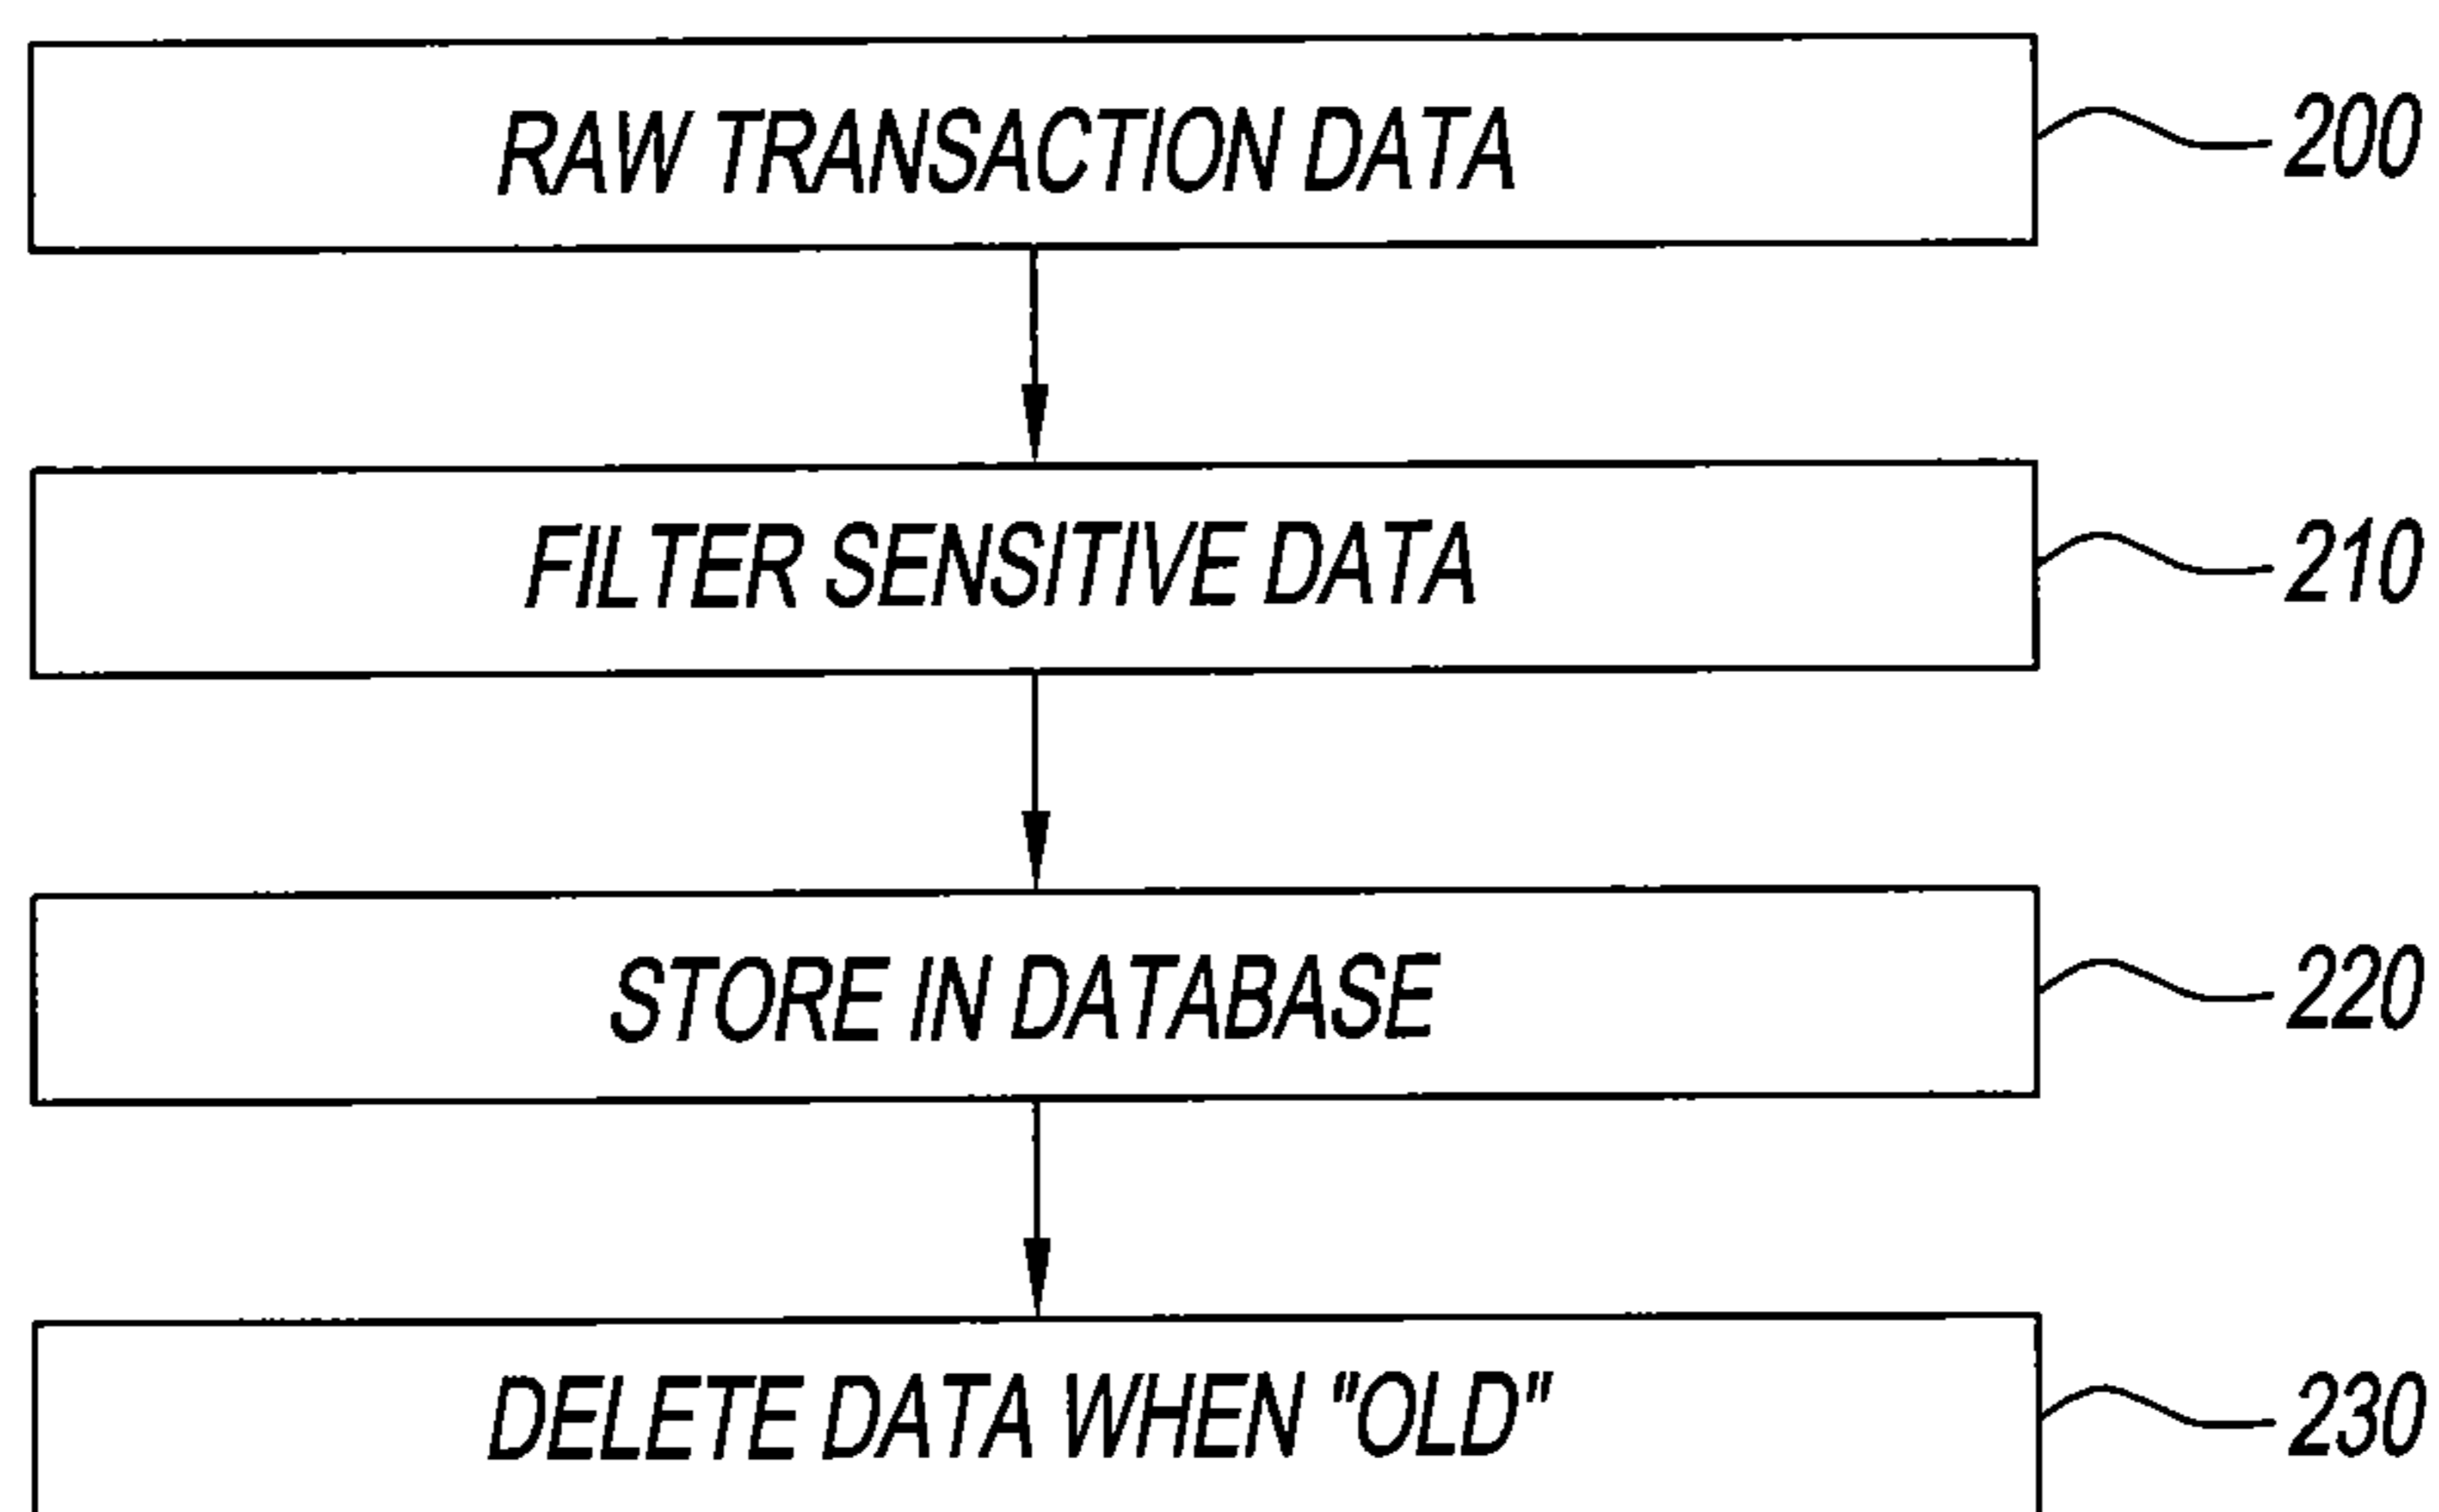 RAW TRANSACTION DATA 200
FILTER SENSITIVE DATA 210
STORE IN DATABASE 220
DELETE DATA WHEN "OLD" 230